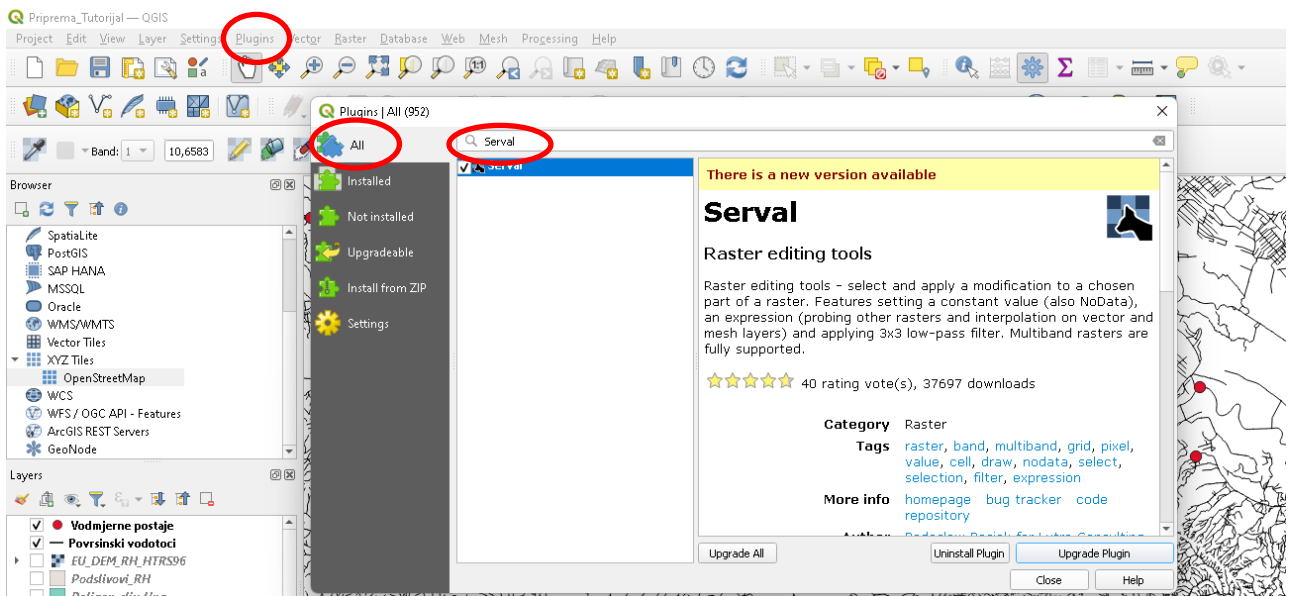 Priprema_Tutorijal — QGIS
Project Edit View Layer Settings Plugins Vector Raster Database Web Mesh Processing Help
Band: 1 10,6583
Plugins | All (952)
All
Serval
Installed
Not installed
Upgradeable
Install from ZIP
Settings
Serval
There is a new version available
Serval
Raster editing tools
Raster editing tools - select and apply a modification to a chosen
part of a raster. Features setting a constant value (also NoData),
an expression (probing other rasters and interpolation on vector and
mesh layers) and applying 3x3 low-pass filter. Multiband rasters are
fully supported.
40 rating vote(s), 37697 downloads
Category Raster
Tags raster, band, multiband, grid, pixel,
value, cell, draw, nodata, select,
selection, filter, expression
More info homepage bug tracker code
repository
Upgrade All Uninstall Plugin Upgrade Plugin
Close Help
Browser
SpatiaLite
PostGIS
SAP HANA
MSSQL
Oracle
WMS/WMTS
Vector Tiles
XYZ Tiles
OpenStreetMap
WCS
WFS / OGC API - Features
ArcGIS REST Servers
GeoNode
Layers
Vodmjerne postaje
Povrsinski vodotoci
EU_DEM_RH_HTRS96
Podslivovi_RH